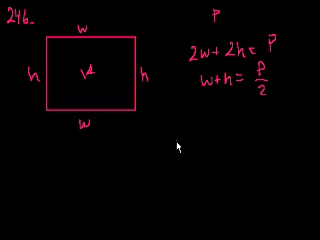 246.
P
w
2w + 2h = P
h
h
w + h = P/2
w